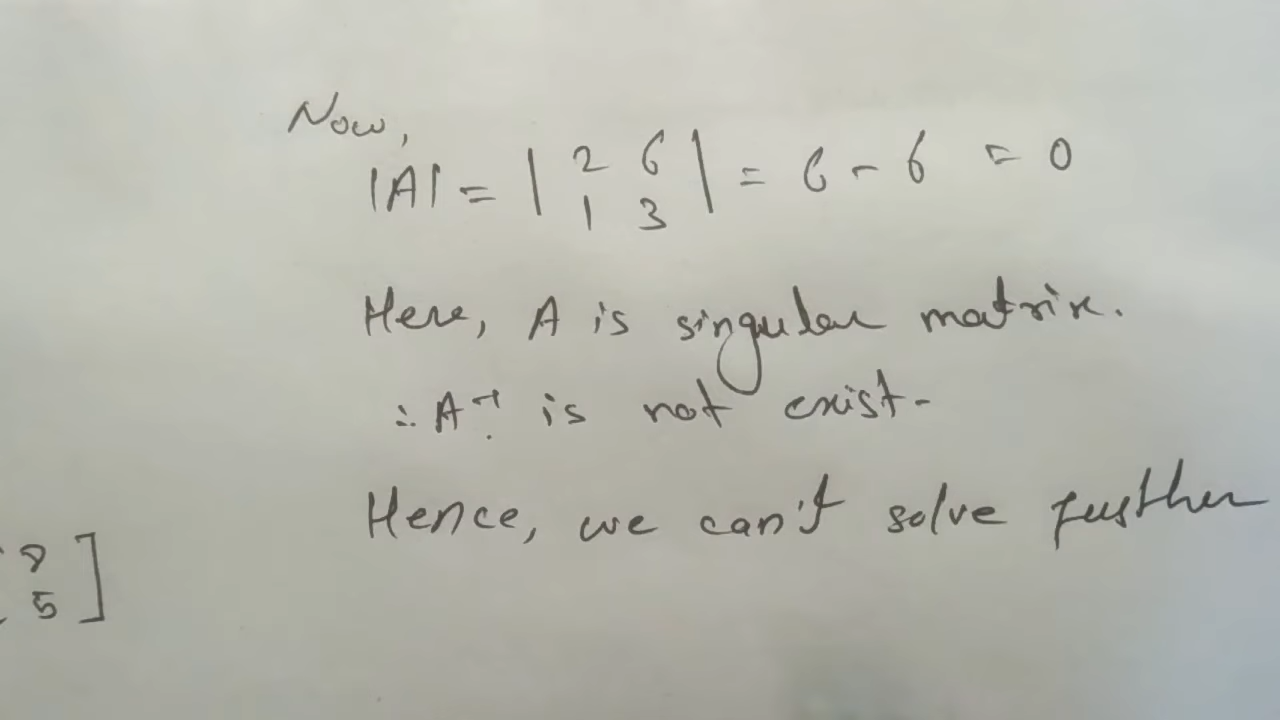 Now,
|A| = | 2 6 | = 6 - 6 = 0
1 3
Here, A is singular matrix.
∴ A⁻¹ is not exist.
Hence, we can't solve further
8
5 ]